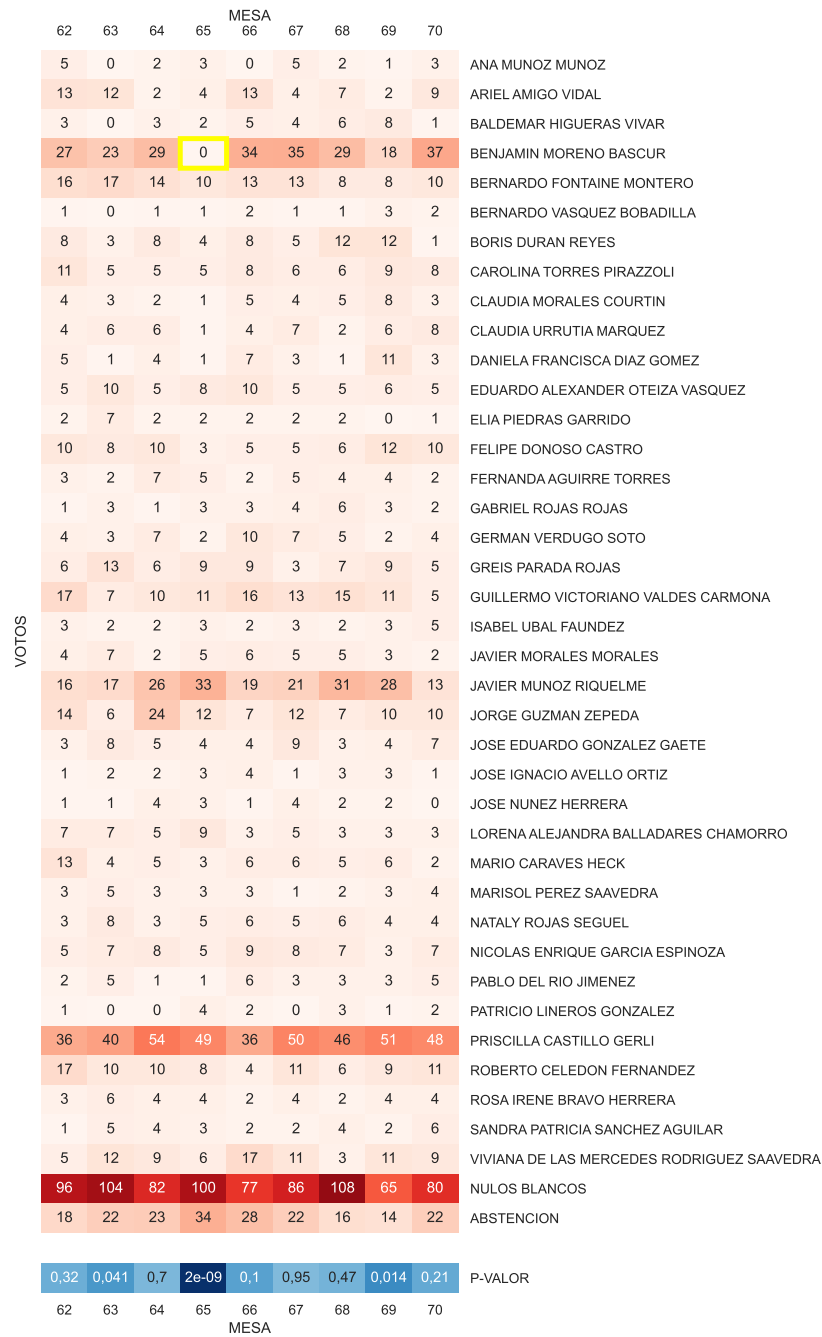 MESA
62 63 64 65 66 67 68 69 70
5 0 2 3 0 5 2 1 3 ANA MUNOZ MUNOZ
13 12 2 4 13 4 7 2 9 ARIEL AMIGO VIDAL
3 0 3 2 5 4 6 8 1 BALDEMAR HIGUERAS VIVAR
27 23 29 0 34 35 29 18 37 BENJAMIN MORENO BASCUR
16 17 14 10 13 13 8 8 10 BERNARDO FONTAINE MONTERO
1 0 1 1 2 1 1 3 2 BERNARDO VASQUEZ BOBADILLA
8 3 8 4 8 5 12 12 1 BORIS DURAN REYES
11 5 5 5 8 6 6 9 8 CAROLINA TORRES PIRAZZOLI
4 3 2 1 5 4 5 8 3 CLAUDIA MORALES COURTIN
4 6 6 1 4 7 2 6 8 CLAUDIA URRUTIA MARQUEZ
5 1 4 1 7 3 1 11 3 DANIELA FRANCISCA DIAZ GOMEZ
5 10 5 8 10 5 5 6 5 EDUARDO ALEXANDER OTEIZA VASQUEZ
2 7 2 2 2 2 2 0 1 ELIA PIEDRAS GARRIDO
10 8 10 3 5 5 6 12 10 FELIPE DONOSO CASTRO
3 2 7 5 2 5 4 4 2 FERNANDA AGUIRRE TORRES
1 3 1 3 3 4 6 3 2 GABRIEL ROJAS ROJAS
4 3 7 2 10 7 5 2 4 GERMAN VERDUGO SOTO
6 13 6 9 9 3 7 9 5 GREIS PARADA ROJAS
17 7 10 11 16 13 15 11 5 GUILLERMO VICTORIANO VALDES CARMONA
VOTOS
3 2 2 3 2 3 2 3 5 ISABEL UBAL FAUNDEZ
4 7 2 5 6 5 5 3 2 JAVIER MORALES MORALES
16 17 26 33 19 21 31 28 13 JAVIER MUNOZ RIQUELME
14 6 24 12 7 12 7 10 10 JORGE GUZMAN ZEPEDA
3 8 5 4 4 9 3 4 7 JOSE EDUARDO GONZALEZ GAETE
1 2 2 3 4 1 3 3 1 JOSE IGNACIO AVELLO ORTIZ
1 1 4 3 1 4 2 2 0 JOSE NUNEZ HERRERA
7 7 5 9 3 5 3 3 3 LORENA ALEJANDRA BALLADARES CHAMORRO
13 4 5 3 6 6 5 6 2 MARIO CARAVES HECK
3 5 3 3 3 1 2 3 4 MARISOL PEREZ SAAVEDRA
3 8 3 5 6 5 6 4 4 NATALY ROJAS SEGUEL
5 7 8 5 9 8 7 3 7 NICOLAS ENRIQUE GARCIA ESPINOZA
2 5 1 1 6 3 3 3 5 PABLO DEL RIO JIMENEZ
1 0 0 4 2 0 3 1 2 PATRICIO LINEROS GONZALEZ
36 40 54 49 36 50 46 51 48 PRISCILLA CASTILLO GERLI
17 10 10 8 4 11 6 9 11 ROBERTO CELEDON FERNANDEZ
3 6 4 4 2 4 2 4 4 ROSA IRENE BRAVO HERRERA
1 5 4 3 2 2 4 2 6 SANDRA PATRICIA SANCHEZ AGUILAR
5 12 9 6 17 11 3 11 9 VIVIANA DE LAS MERCEDES RODRIGUEZ SAAVEDRA
96 104 82 100 77 86 108 65 80 NULOS BLANCOS
18 22 23 34 28 22 16 14 22 ABSTENCION
0,32 0,041 0,7 2e-09 0,1 0,95 0,47 0,014 0,21 P-VALOR
62 63 64 65 66 67 68 69 70
MESA